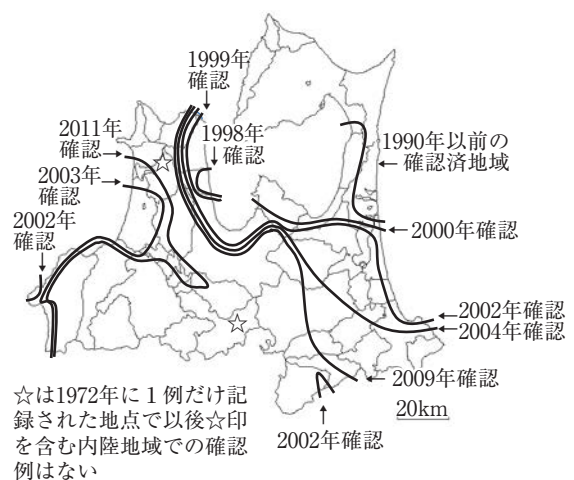 1999年
確認
2011年
確認
1998年
確認
1990年以前の
確認済地域
2003年
確認
2002年
確認
2000年確認
2002年確認
2004年確認
2009年確認
20km
2002年確認
☆は1972年に1例だけ記
録された地点で以後☆印
を含む内陸地域での確認
例はない